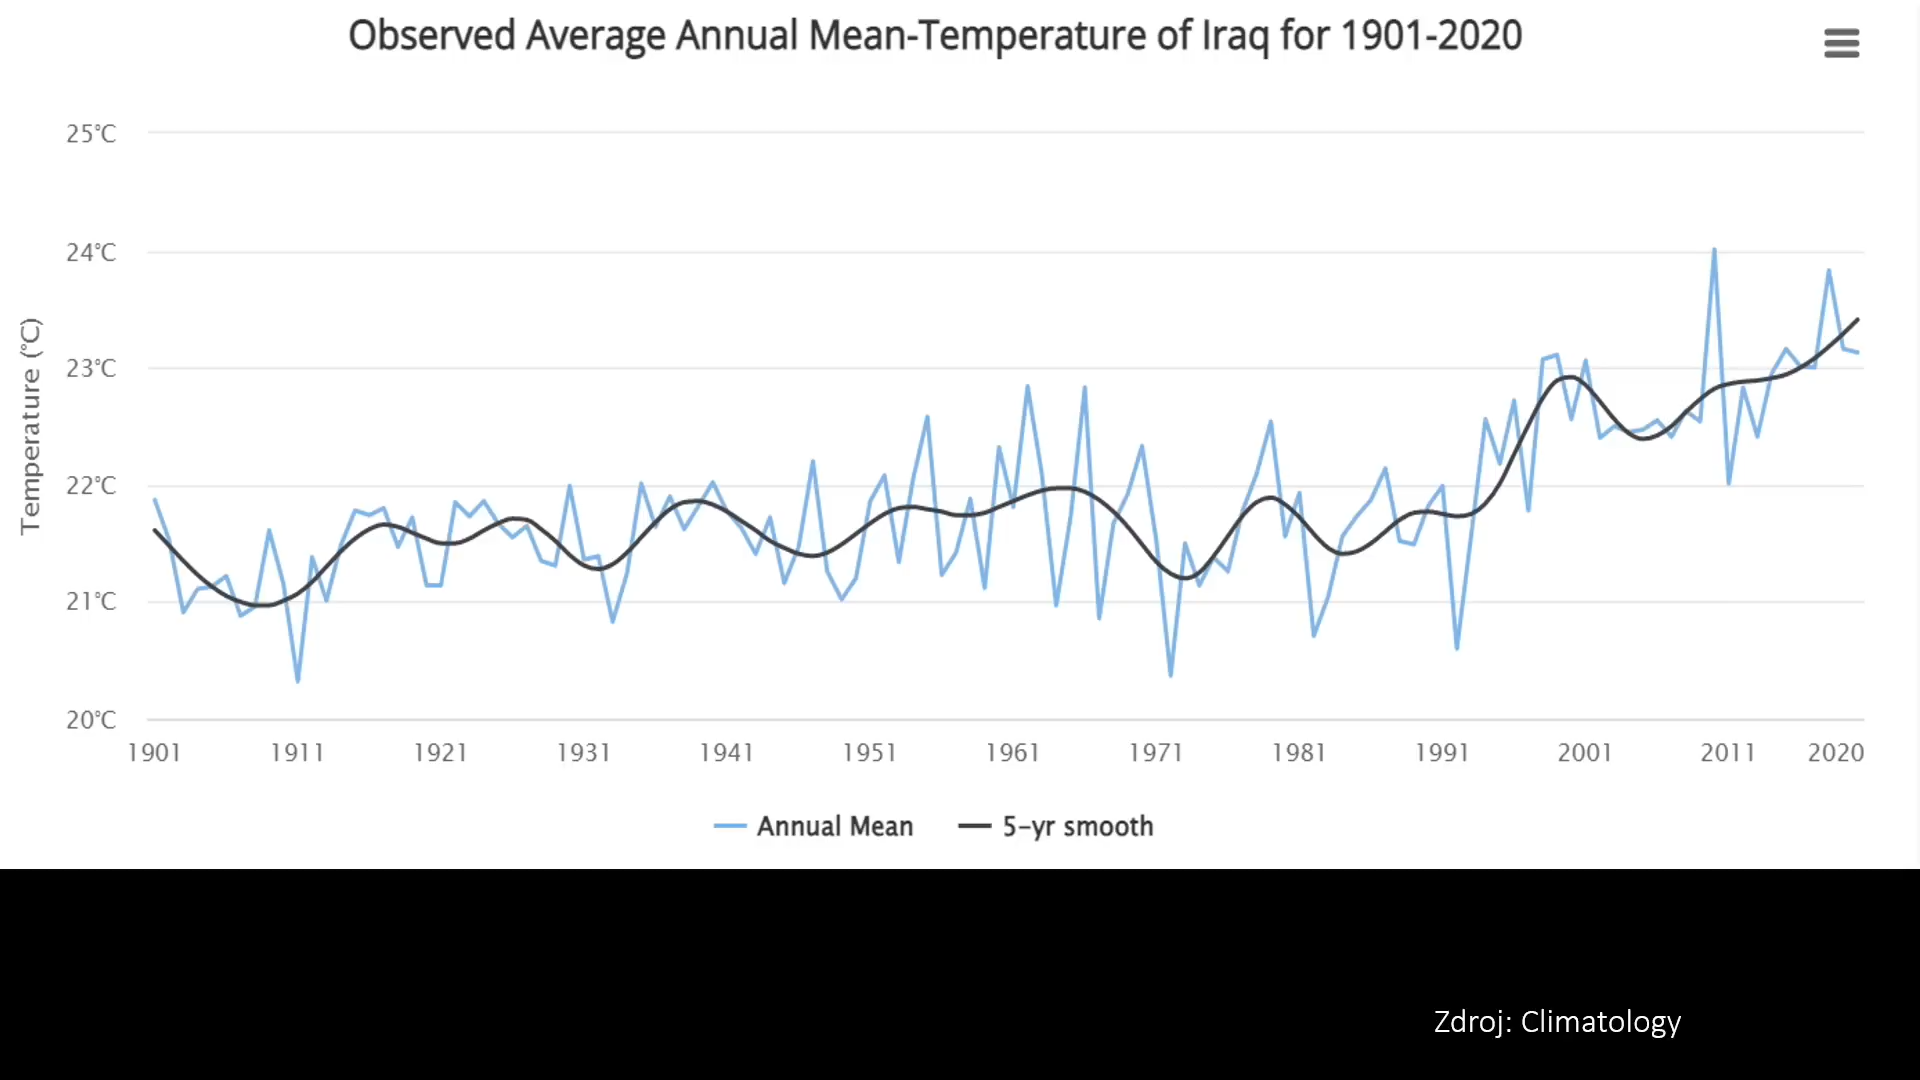 Observed Average Annual Mean-Temperature of Iraq for 1901-2020
25°C
24°C
23°C
22°C
21°C
20°C
Temperature (°C)
1901 1911 1921 1931 1941 1951 1961 1971 1981 1991 2001 2011 2020
Annual Mean 5-yr smooth
Zdroj: Climatology